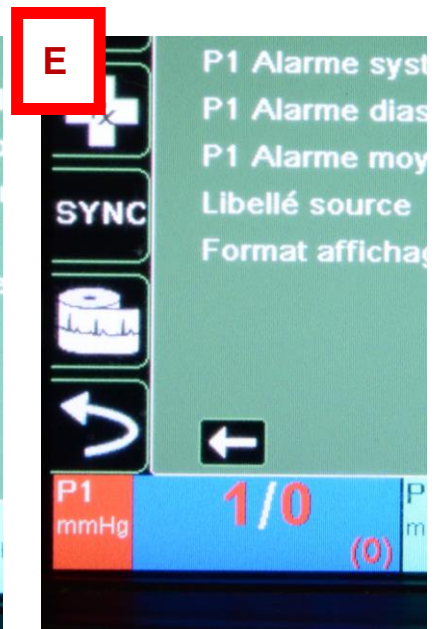 E
P1 Alarme syst
P1 Alarme dias
P1 Alarme moy
SYNC
Libellé source
Format affichag
P1
mmHg
1/0
(0)
P
m